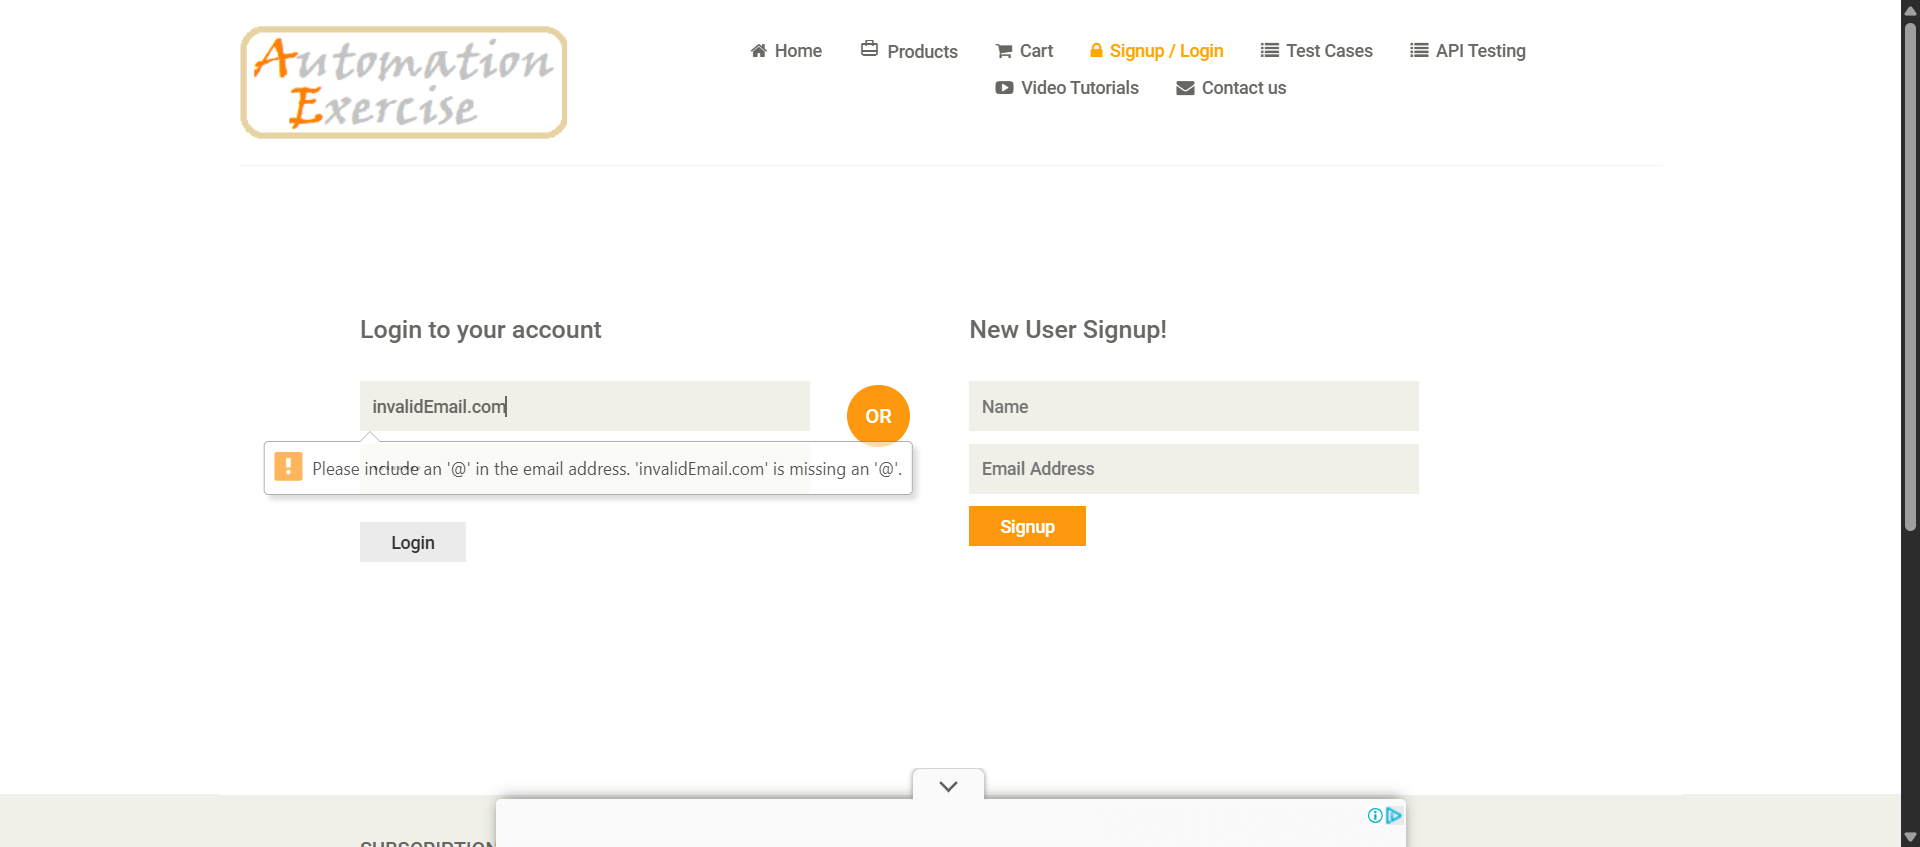 Automation
Exercise
Home
Products
Cart
Signup / Login
Test Cases
API Testing
Video Tutorials
Contact us
Login to your account
New User Signup!
invalidEmail.com
OR
Name
Please include an '@' in the email address. 'invalidEmail.com' is missing an '@'.
Email Address
Login
Signup
SUBSCRIPTION